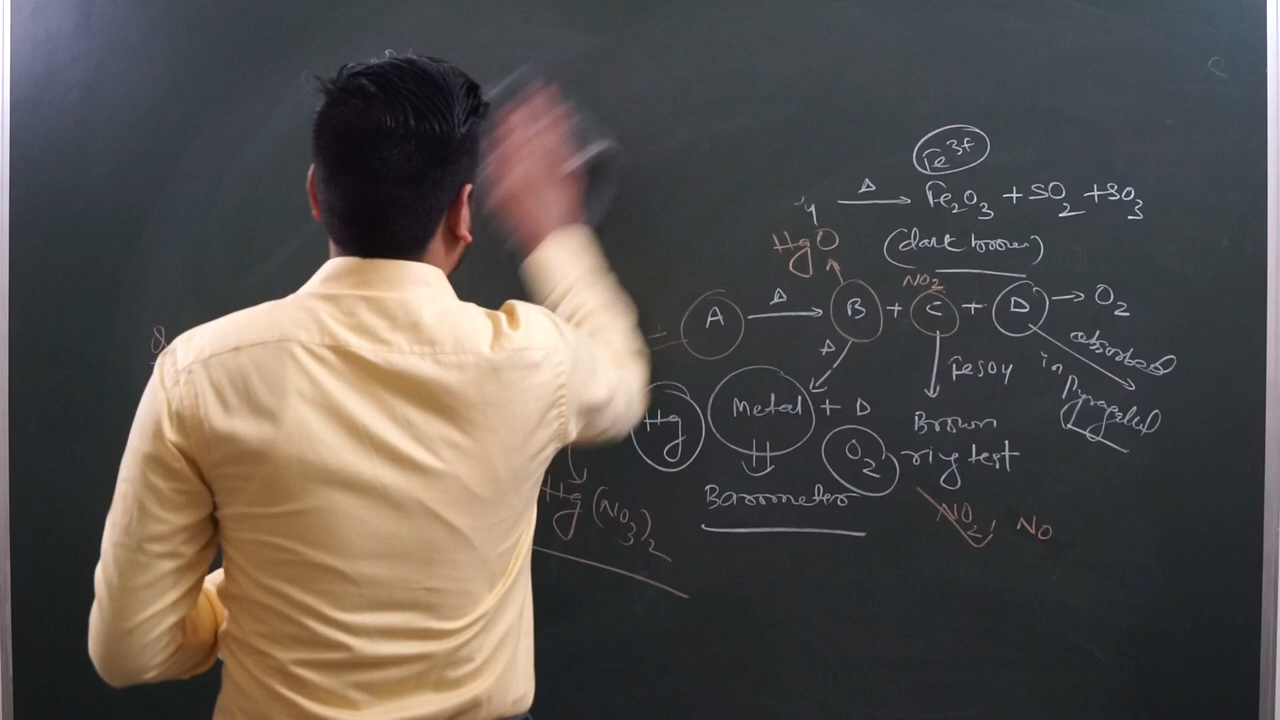 Fe3+
Δ → Fe2O3 + SO2 + SO3
HgO (dark brown)
NO2
A Δ → B + C + D → O2
absorbed
in Pyrogallol
Δ FeSO4
Hg Metal + D
Brown
O2 ring test
Barometer
Hg(NO3)2
NO2, NO